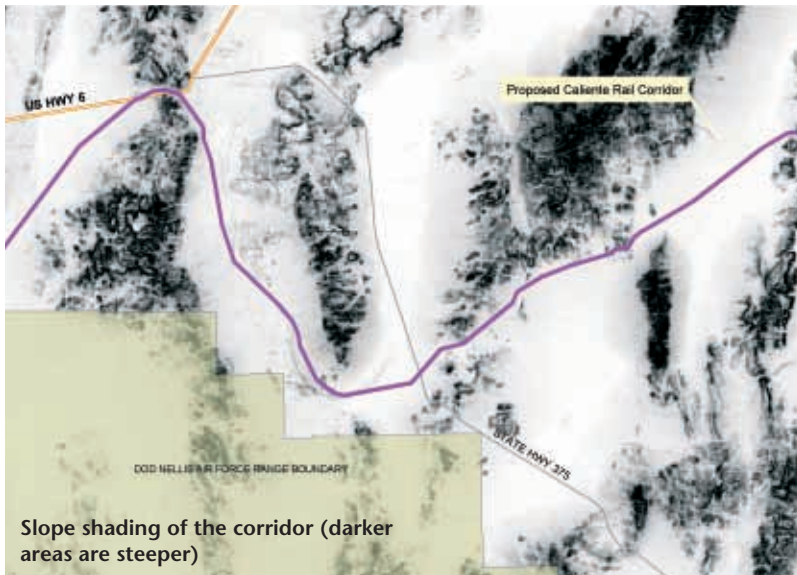 US HWY 6
Proposed Caliente Rail Corridor
STATE HWY 375
DOD NELLIS AIR FORCE RANGE BOUNDARY
Slope shading of the corridor (darker
areas are steeper)